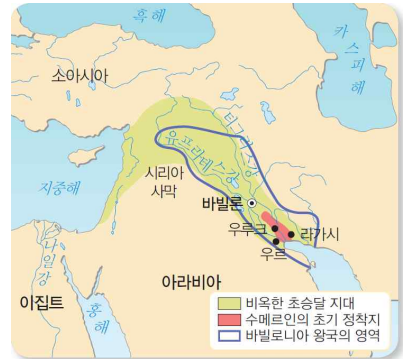 흑해
카스피해
소아시아
티그리스강
유프라테스강
지중해
시리아
사막
바빌론
우루크
라가시
우르
나일강
아라비아
이집트
홍해
비옥한 초승달 지대
수메르인의 초기 정착지
바빌로니아 왕국의 영역